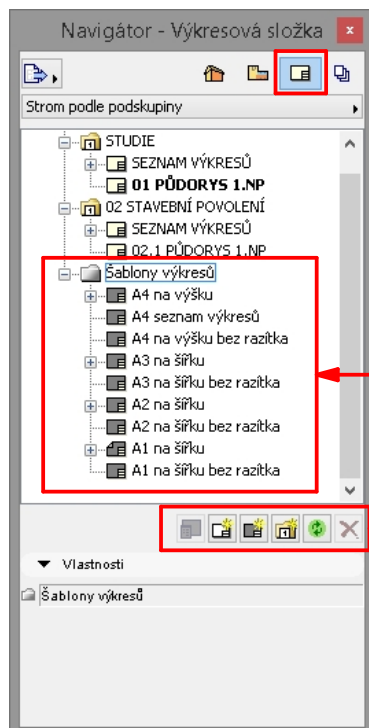 Navigátor - Výkresová složka
Strom podle podskupiny
STUDIE
SEZNAM VÝKRESŮ
01 PŮDORYS 1.NP
02 STAVEBNÍ POVOLENÍ
SEZNAM VÝKRESŮ
02.1 PŮDORYS 1.NP
Šablony výkresů
A4 na výšku
A4 seznam výkresů
A4 na výšku bez razítka
A3 na šířku
A3 na šířku bez razítka
A2 na šířku
A2 na šířku bez razítka
A1 na šířku
A1 na šířku bez razítka
Vlastnosti
Šablony výkresů